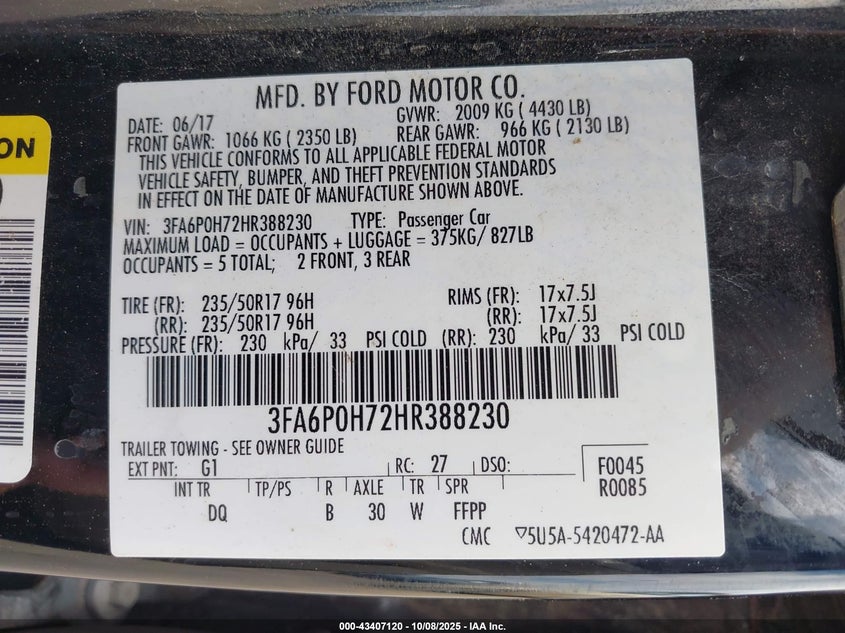 ON
MFD. BY FORD MOTOR CO.
DATE: 06/17 GVWR: 2009 KG ( 4430 LB)
FRONT GAWR: 1066 KG ( 2350 LB) REAR GAWR: 966 KG ( 2130 LB)
THIS VEHICLE CONFORMS TO ALL APPLICABLE FEDERAL MOTOR
VEHICLE SAFETY, BUMPER, AND THEFT PREVENTION STANDARDS
IN EFFECT ON THE DATE OF MANUFACTURE SHOWN ABOVE.
VIN: 3FA6P0H72HR388230 TYPE: Passenger Car
MAXIMUM LOAD = OCCUPANTS + LUGGAGE = 375KG/ 827LB
OCCUPANTS = 5 TOTAL; 2 FRONT, 3 REAR
TIRE (FR): 235/50R17 96H RIMS (FR): 17x7.5J
(RR): 235/50R17 96H (RR): 17x7.5J
PRESSURE (FR): 230 kPa/ 33 PSI COLD (RR): 230 kPa/ 33 PSI COLD
3FA6P0H72HR388230
TRAILER TOWING - SEE OWNER GUIDE
EXT PNT: G1 RC: 27 DSO: F0045
INT TR TP/PS R AXLE TR SPR R0085
DQ B 30 W FFPP
CMC ▽5U5A-5420472-AA
000-43407120 - 10/08/2025 - IAA Inc.